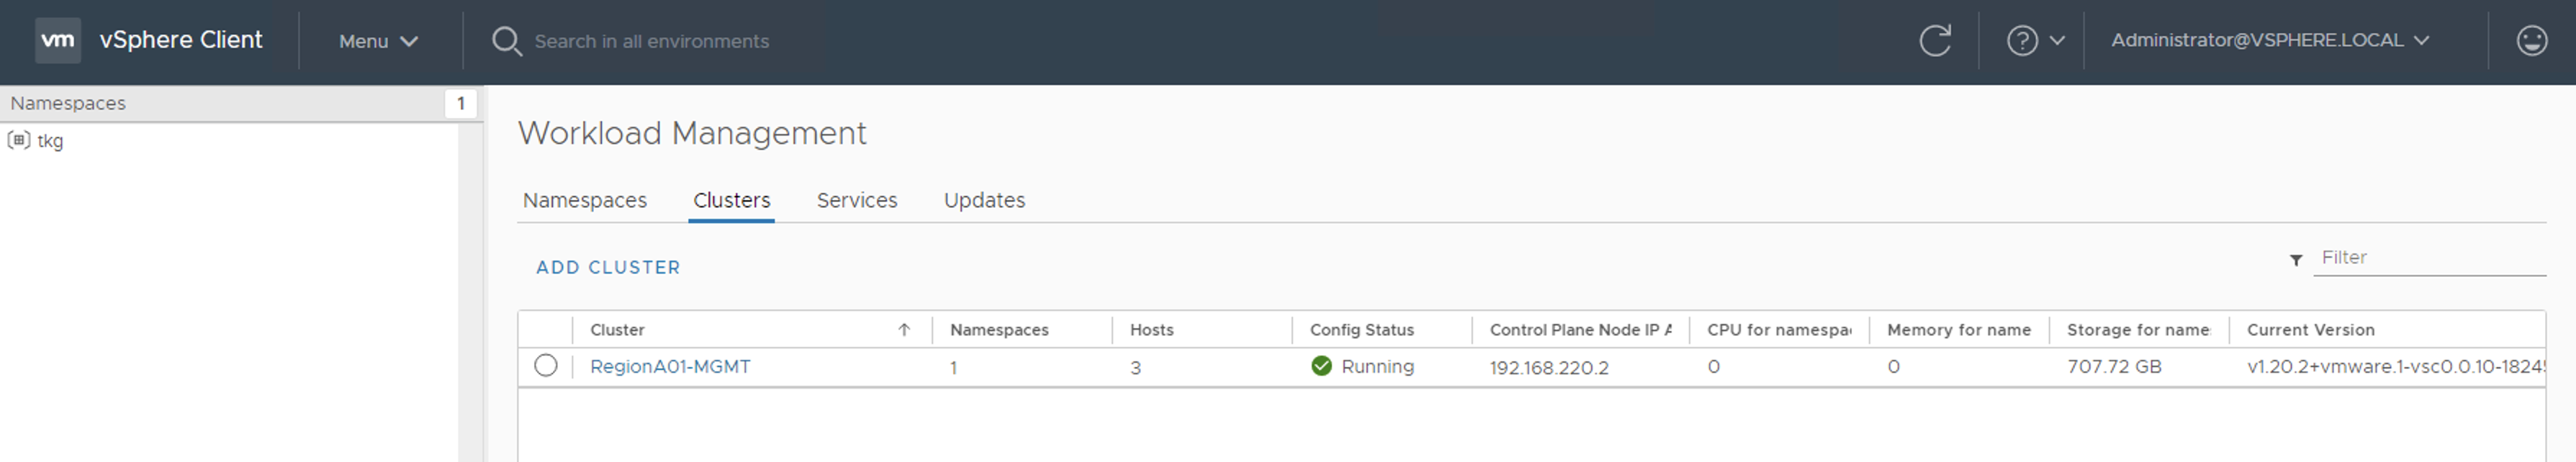 vm vSphere Client Menu Search in all environments Administrator@VSPHERE.LOCAL
Namespaces 1
tkg
Workload Management
Namespaces Clusters Services Updates
ADD CLUSTER
Filter
Cluster Namespaces Hosts Config Status Control Plane Node IP A CPU for namespa Memory for name Storage for name Current Version
RegionA01-MGMT 1 3 Running 192.168.220.2 0 0 707.72 GB v1.20.2+vmware.1-vsc0.0.10-1824